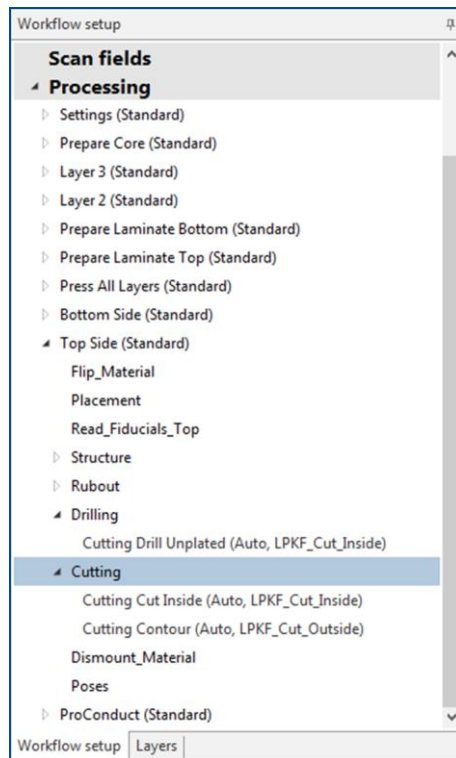 Workflow setup
Scan fields
Processing
Settings (Standard)
Prepare Core (Standard)
Layer 3 (Standard)
Layer 2 (Standard)
Prepare Laminate Bottom (Standard)
Prepare Laminate Top (Standard)
Press All Layers (Standard)
Bottom Side (Standard)
Top Side (Standard)
Flip_Material
Placement
Read_Fiducials_Top
Structure
Rubout
Drilling
Cutting Drill Unplated (Auto, LPKF_Cut_Inside)
Cutting
Cutting Cut Inside (Auto, LPKF_Cut_Inside)
Cutting Contour (Auto, LPKF_Cut_Outside)
Dismount_Material
Poses
ProConduct (Standard)
Workflow setup Layers